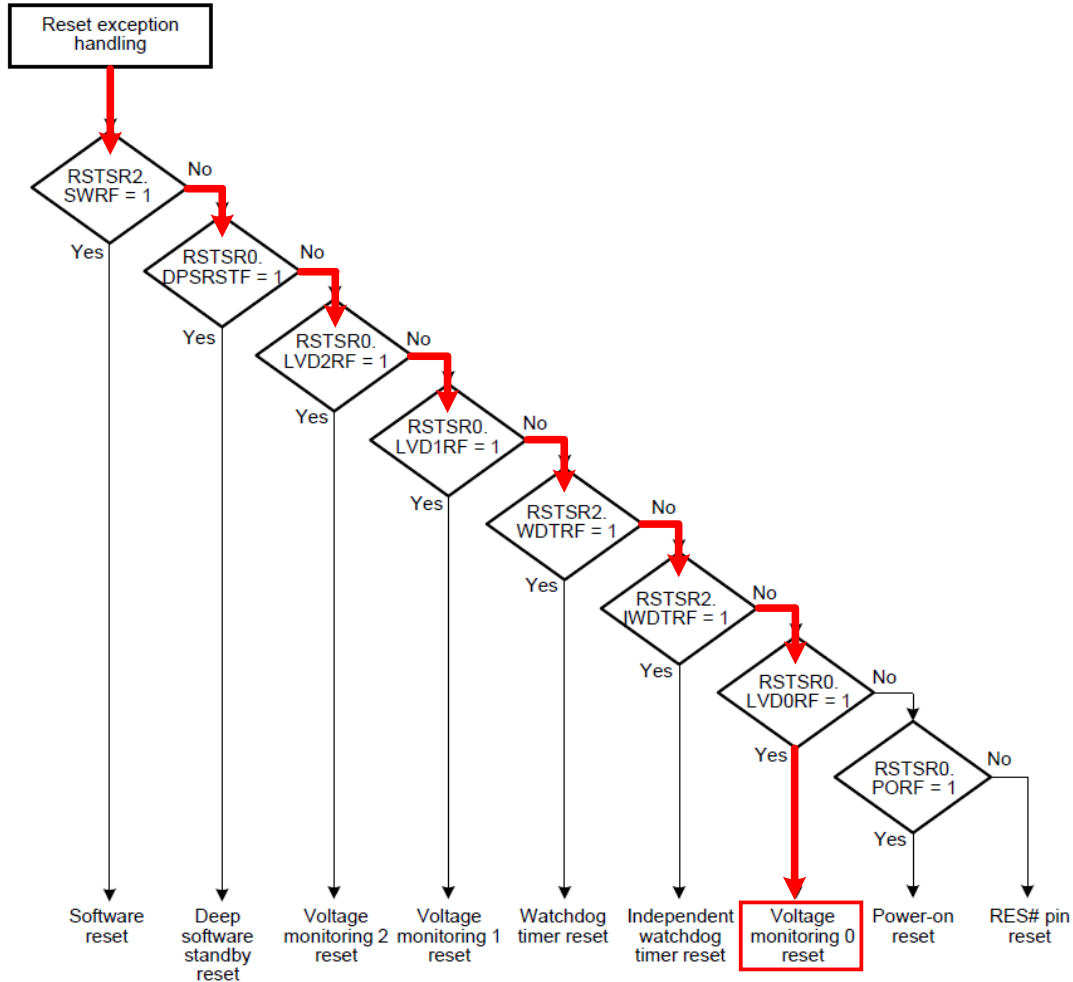 Reset exception
handling
RSTSR2.
SWRF = 1
No
Yes
RSTSR0.
DPSRSTF = 1
No
Yes
RSTSR0.
LVD2RF = 1
No
Yes
RSTSR0.
LVD1RF = 1
No
Yes
RSTSR2.
WDTRF = 1
No
Yes
RSTSR2.
IWDTRF = 1
No
Yes
RSTSR0.
LVD0RF = 1
No
Yes
RSTSR0.
PORF = 1
No
Yes
Software
reset
Deep
software
standby
reset
Voltage
monitoring 2
reset
Voltage
monitoring 1
reset
Watchdog
timer reset
Independent
watchdog
timer reset
Voltage
monitoring 0
reset
Power-on
reset
RES# pin
reset